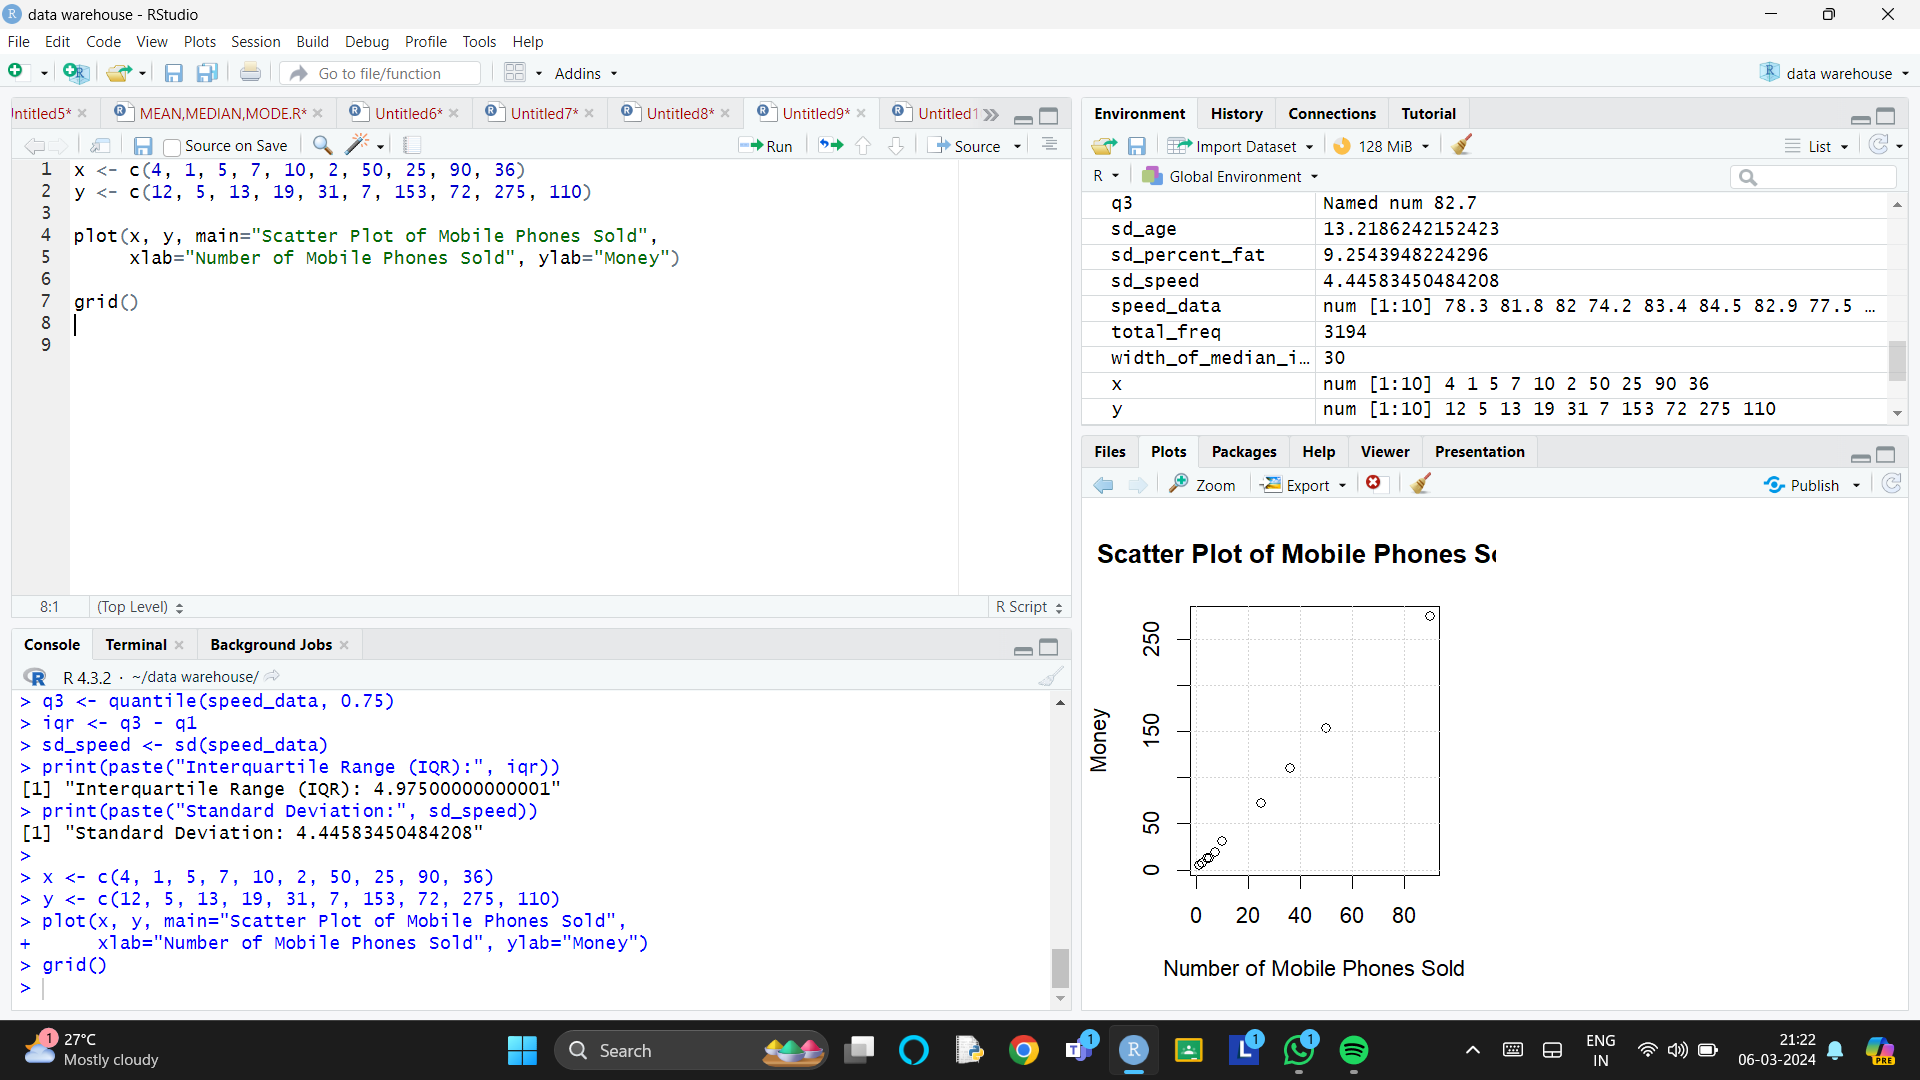 data warehouse - RStudio
File Edit Code View Plots Session Build Debug Profile Tools Help
Go to file/function Addins data warehouse
ntitled5* MEAN,MEDIAN,MODE.R* Untitled6* Untitled7* Untitled8* Untitled9* Untitled1
Source on Save Run Source
1 x <- c(4, 1, 5, 7, 10, 2, 50, 25, 90, 36)
2 y <- c(12, 5, 13, 19, 31, 7, 153, 72, 275, 110)
3
4 plot(x, y, main="Scatter Plot of Mobile Phones Sold",
5 xlab="Number of Mobile Phones Sold", ylab="Money")
6
7 grid()
8
9
8:1 (Top Level) R Script
Console Terminal Background Jobs
R 4.3.2 · ~/data warehouse/
> q3 <- quantile(speed_data, 0.75)
> iqr <- q3 - q1
> sd_speed <- sd(speed_data)
> print(paste("Interquartile Range (IQR):", iqr))
[1] "Interquartile Range (IQR): 4.97500000000001"
> print(paste("Standard Deviation:", sd_speed))
[1] "Standard Deviation: 4.44583450484208"
>
> x <- c(4, 1, 5, 7, 10, 2, 50, 25, 90, 36)
> y <- c(12, 5, 13, 19, 31, 7, 153, 72, 275, 110)
> plot(x, y, main="Scatter Plot of Mobile Phones Sold",
+ xlab="Number of Mobile Phones Sold", ylab="Money")
> grid()
>
Environment History Connections Tutorial
Import Dataset 128 MiB List
R Global Environment
q3 Named num 82.7
sd_age 13.2186242152423
sd_percent_fat 9.2543948224296
sd_speed 4.44583450484208
speed_data num [1:10] 78.3 81.8 82 74.2 83.4 84.5 82.9 77.5 …
total_freq 3194
width_of_median_i… 30
x num [1:10] 4 1 5 7 10 2 50 25 90 36
y num [1:10] 12 5 13 19 31 7 153 72 275 110
Files Plots Packages Help Viewer Presentation
Zoom Export Publish
Scatter Plot of Mobile Phones So
Money
250
150
50
0
0 20 40 60 80
Number of Mobile Phones Sold
1 27°C
Mostly cloudy
Search
T 1 R L 1 1
ENG
IN
21:22
06-03-2024
PRE